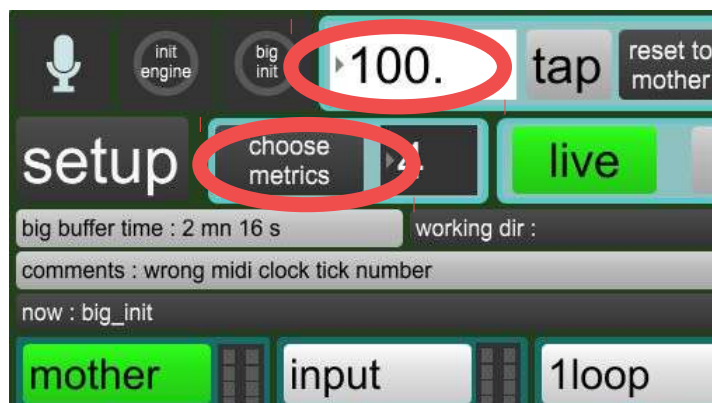 init
engine
big
init
100.
tap
reset to
mother
setup
choose
metrics
4
live
big buffer time : 2 mn 16 s
working dir :
comments : wrong midi clock tick number
now : big_init
mother
input
1loop